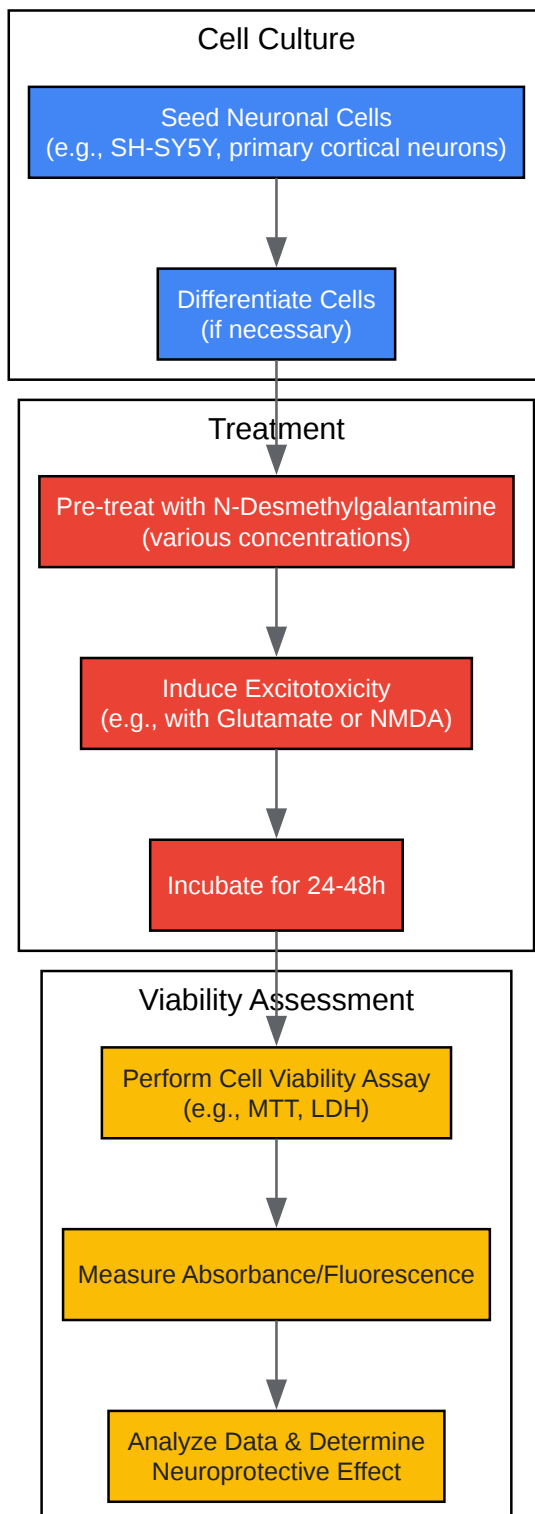 Cell Culture
Seed Neuronal Cells
(e.g., SH-SY5Y, primary cortical neurons)
Differentiate Cells
(if necessary)
Treatment
Pre-treat with N-Desmethylgalantamine
(various concentrations)
Induce Excitotoxicity
(e.g., with Glutamate or NMDA)
Incubate for 24-48h
Viability Assessment
Perform Cell Viability Assay
(e.g., MTT, LDH)
Measure Absorbance/Fluorescence
Analyze Data & Determine
Neuroprotective Effect